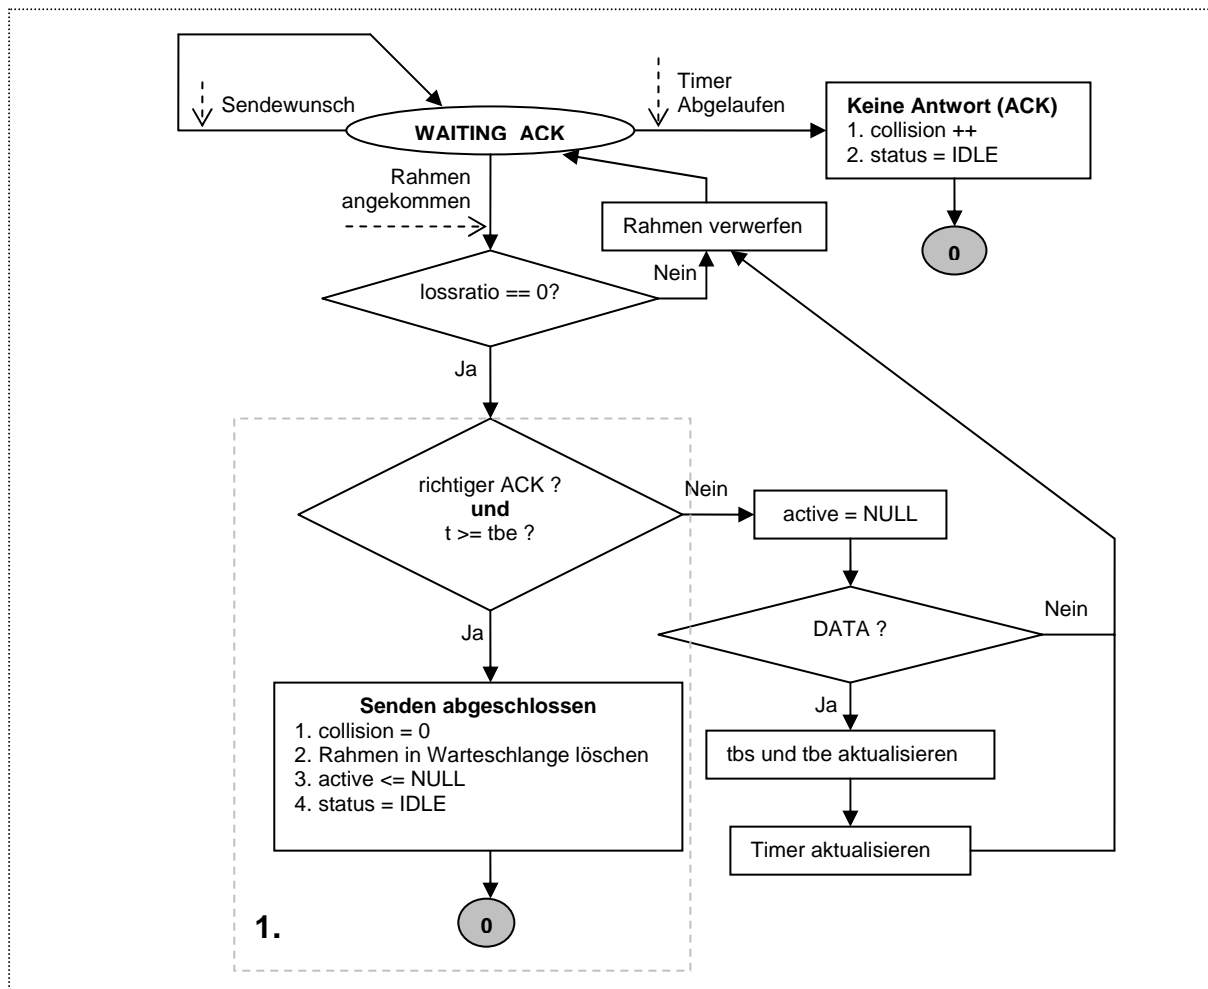 Sendewunsch
Timer
Abgelaufen
WAITING_ACK
Keine Antwort (ACK)
1. collision ++
2. status = IDLE
Rahmen
angekommen
Rahmen verwerfen
0
Nein
lossratio == 0?
Ja
richtiger ACK ?
und
t >= tbe ?
Nein
active = NULL
Nein
DATA ?
Ja
Ja
Senden abgeschlossen
1. collision = 0
2. Rahmen in Warteschlange löschen
3. active <= NULL
4. status = IDLE
tbs und tbe aktualisieren
Timer aktualisieren
0
1.